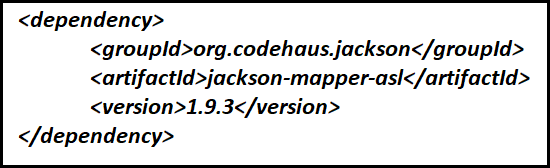 <dependency>
<groupId>org.codehaus.jackson</groupId>
<artifactId>jackson-mapper-asl</artifactId>
<version>1.9.3</version>
</dependency>